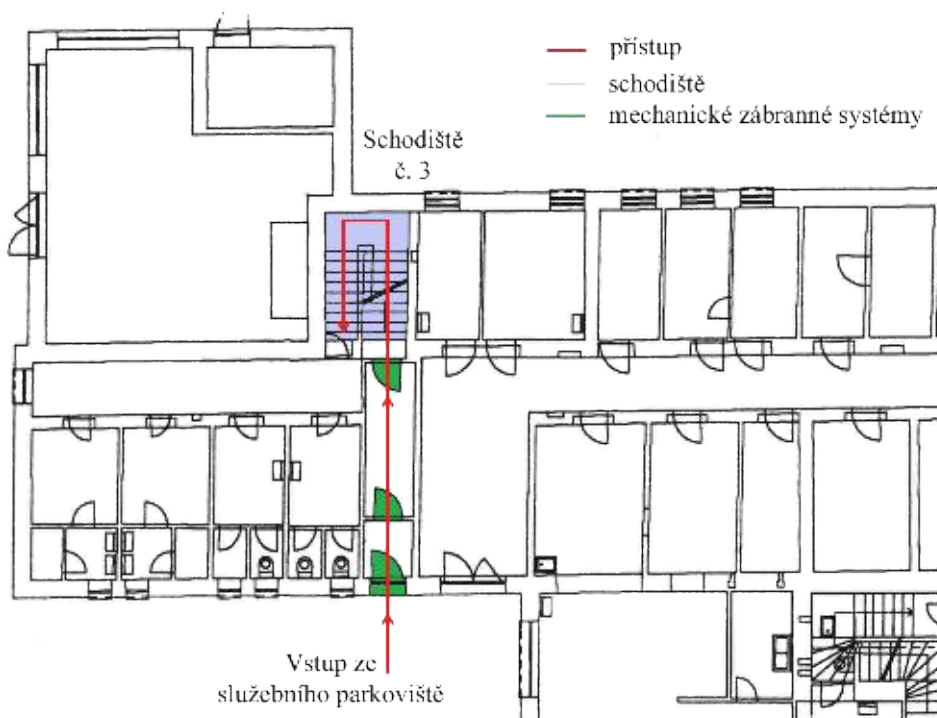 přístup
schodiště
mechanické zábranné systémy
Schodiště
č. 3
Vstup ze
služebního parkoviště